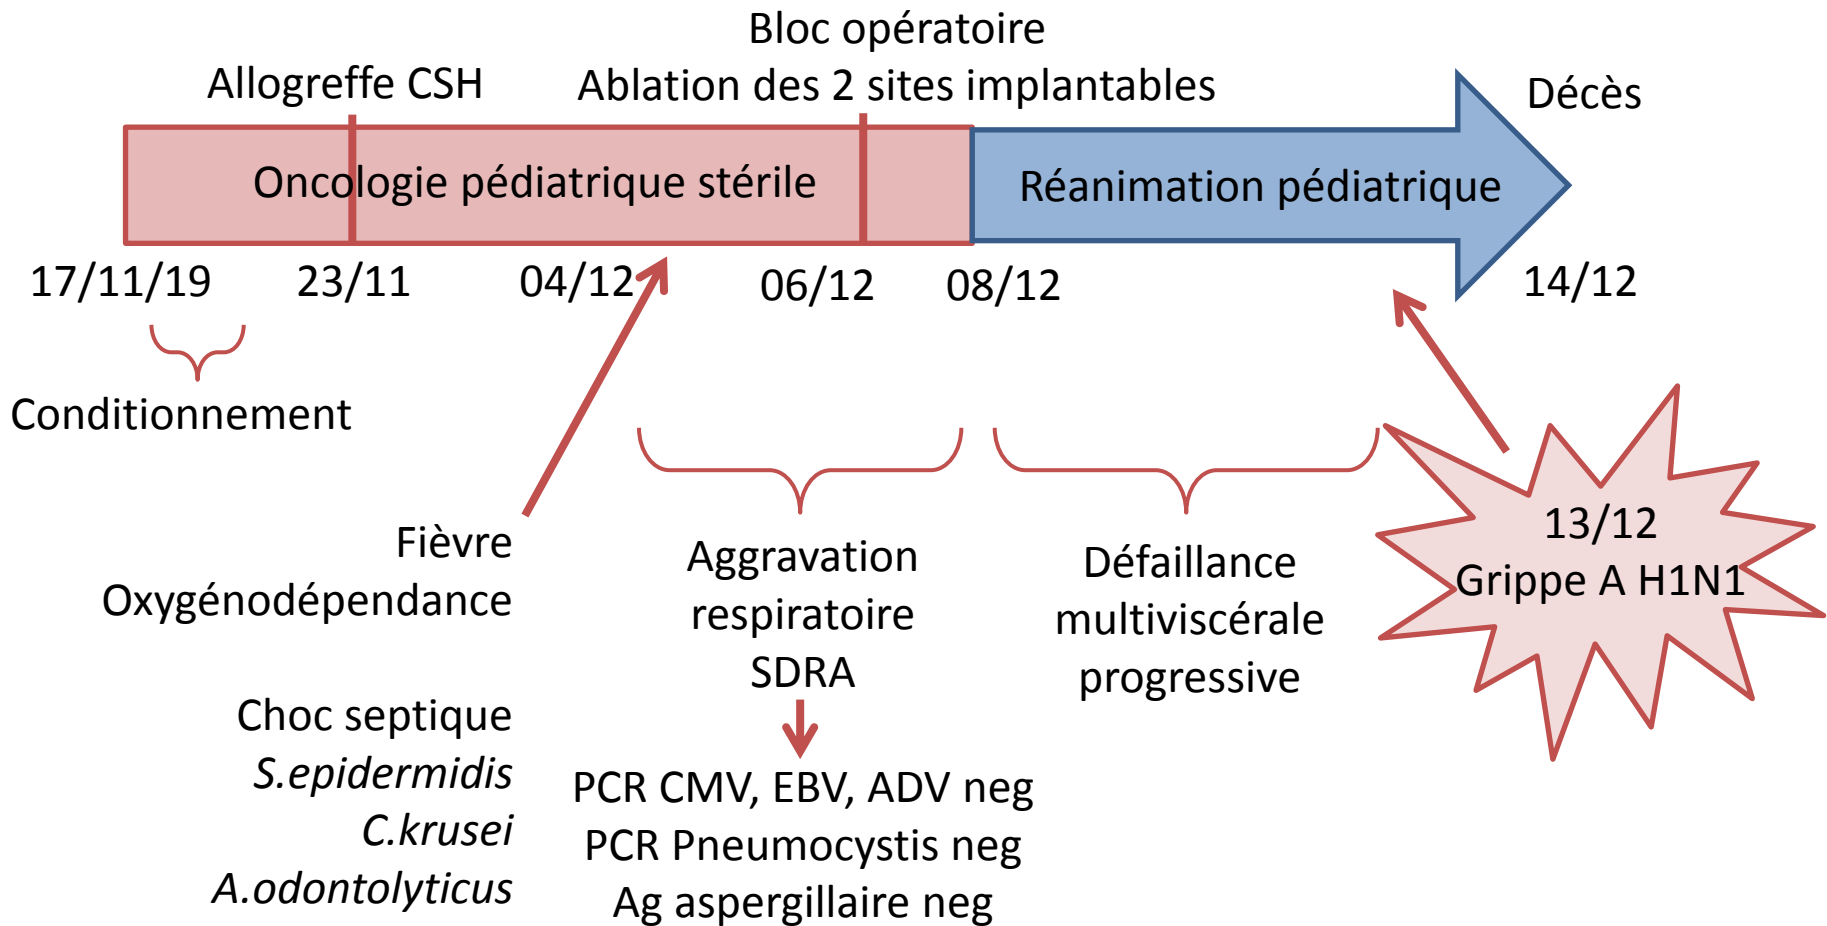 Bloc opératoire
Allogreffe CSH
Ablation des 2 sites implantables
Décès
Oncologie pédiatrique stérile
Réanimation pédiatrique
17/11/19
23/11
04/12
06/12
08/12
14/12
Conditionnement
Fièvre
Oxygénodépendance
Choc septique
S.epidermidis
C.krusei
A.odontolyticus
Aggravation
respiratoire
SDRA
PCR CMV, EBV, ADV neg
PCR Pneumocystis neg
Ag aspergillaire neg
Défaillance
multiviscérale
progressive
13/12
Grippe A H1N1